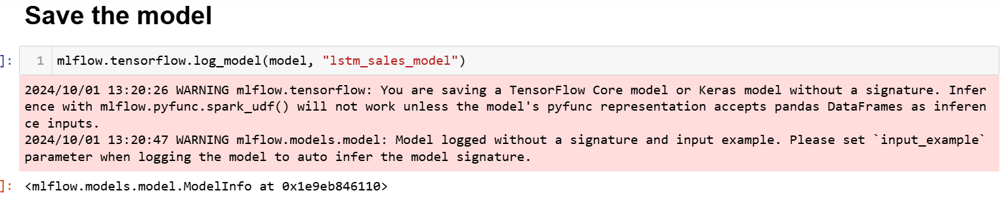 Save the model
]: 1 mlflow.tensorflow.log_model(model, "lstm_sales_model")
2024/10/01 13:20:26 WARNING mlflow.tensorflow: You are saving a TensorFlow Core model or Keras model without a signature. Infer
ence with mlflow.pyfunc.spark_udf() will not work unless the model's pyfunc representation accepts pandas DataFrames as inferen
ce inputs.
2024/10/01 13:20:47 WARNING mlflow.models.model: Model logged without a signature and input example. Please set `input_example`
parameter when logging the model to auto infer the model signature.
]: <mlflow.models.model.ModelInfo at 0x1e9eb846110>